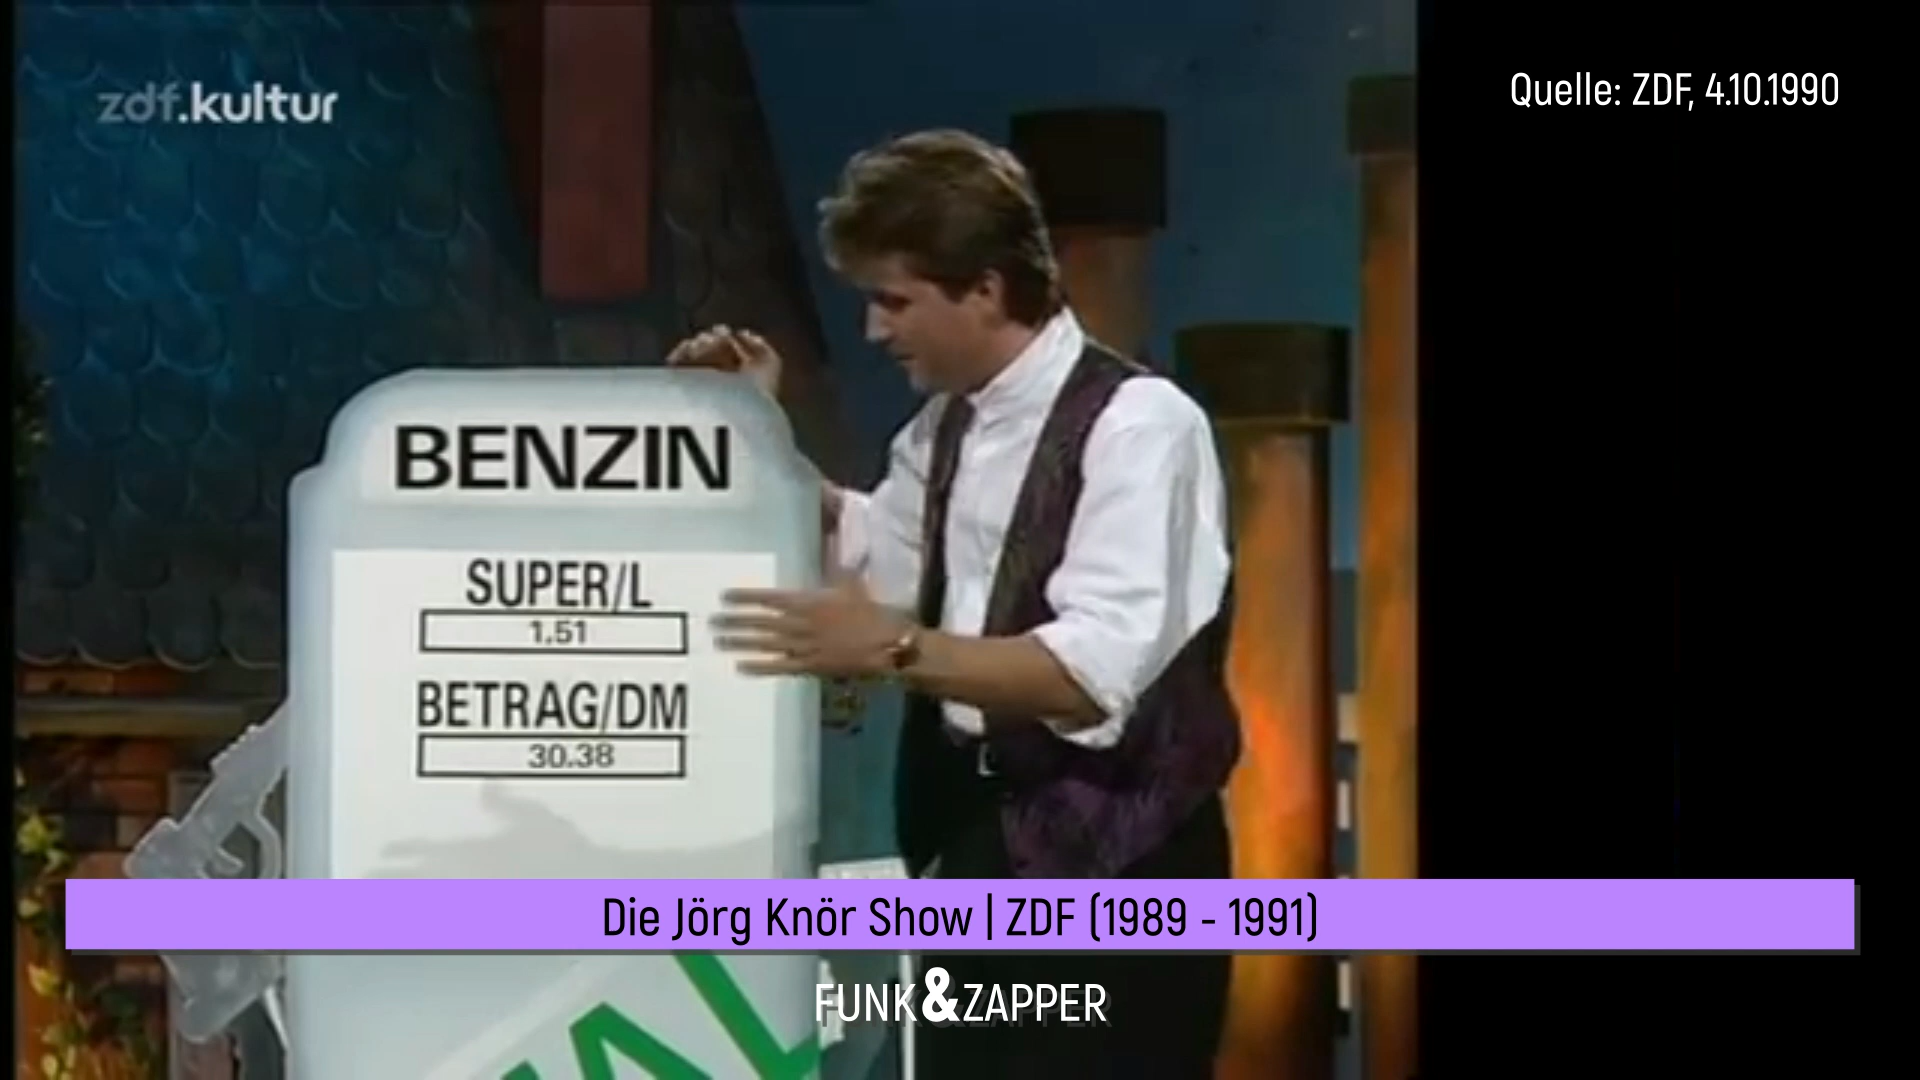 zdf.kultur
Quelle: ZDF, 4.10.1990
BENZIN
SUPER/L
1.51
BETRAG/DM
30.38
Die Jörg Knör Show | ZDF (1989 - 1991)
FUNK&ZAPPER